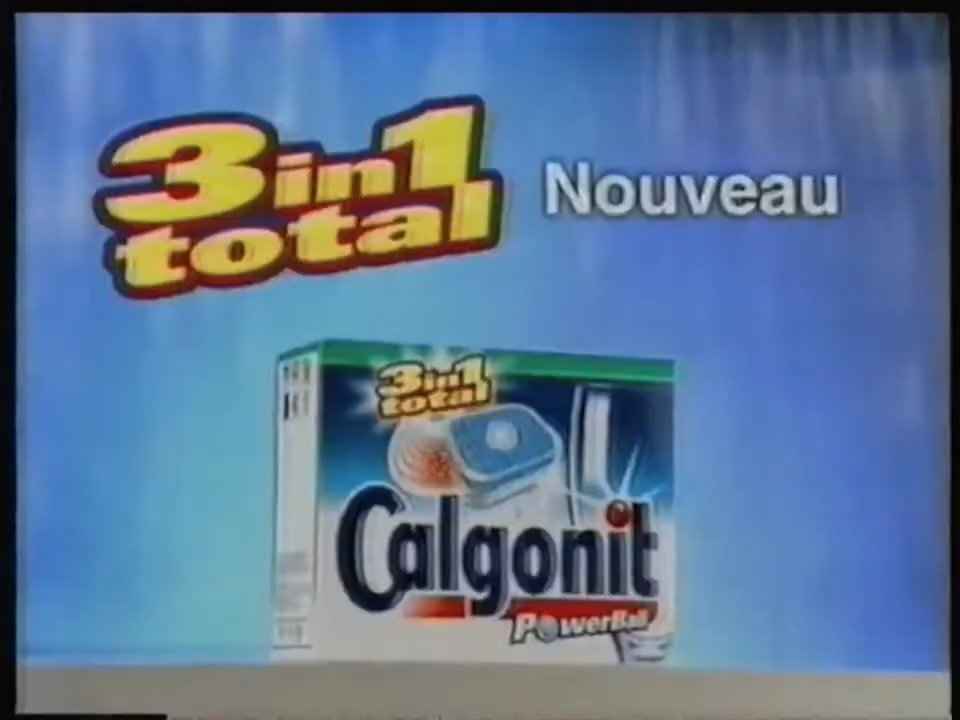 3in1
total
Nouveau
3in1
total
Calgonit
PowerBall